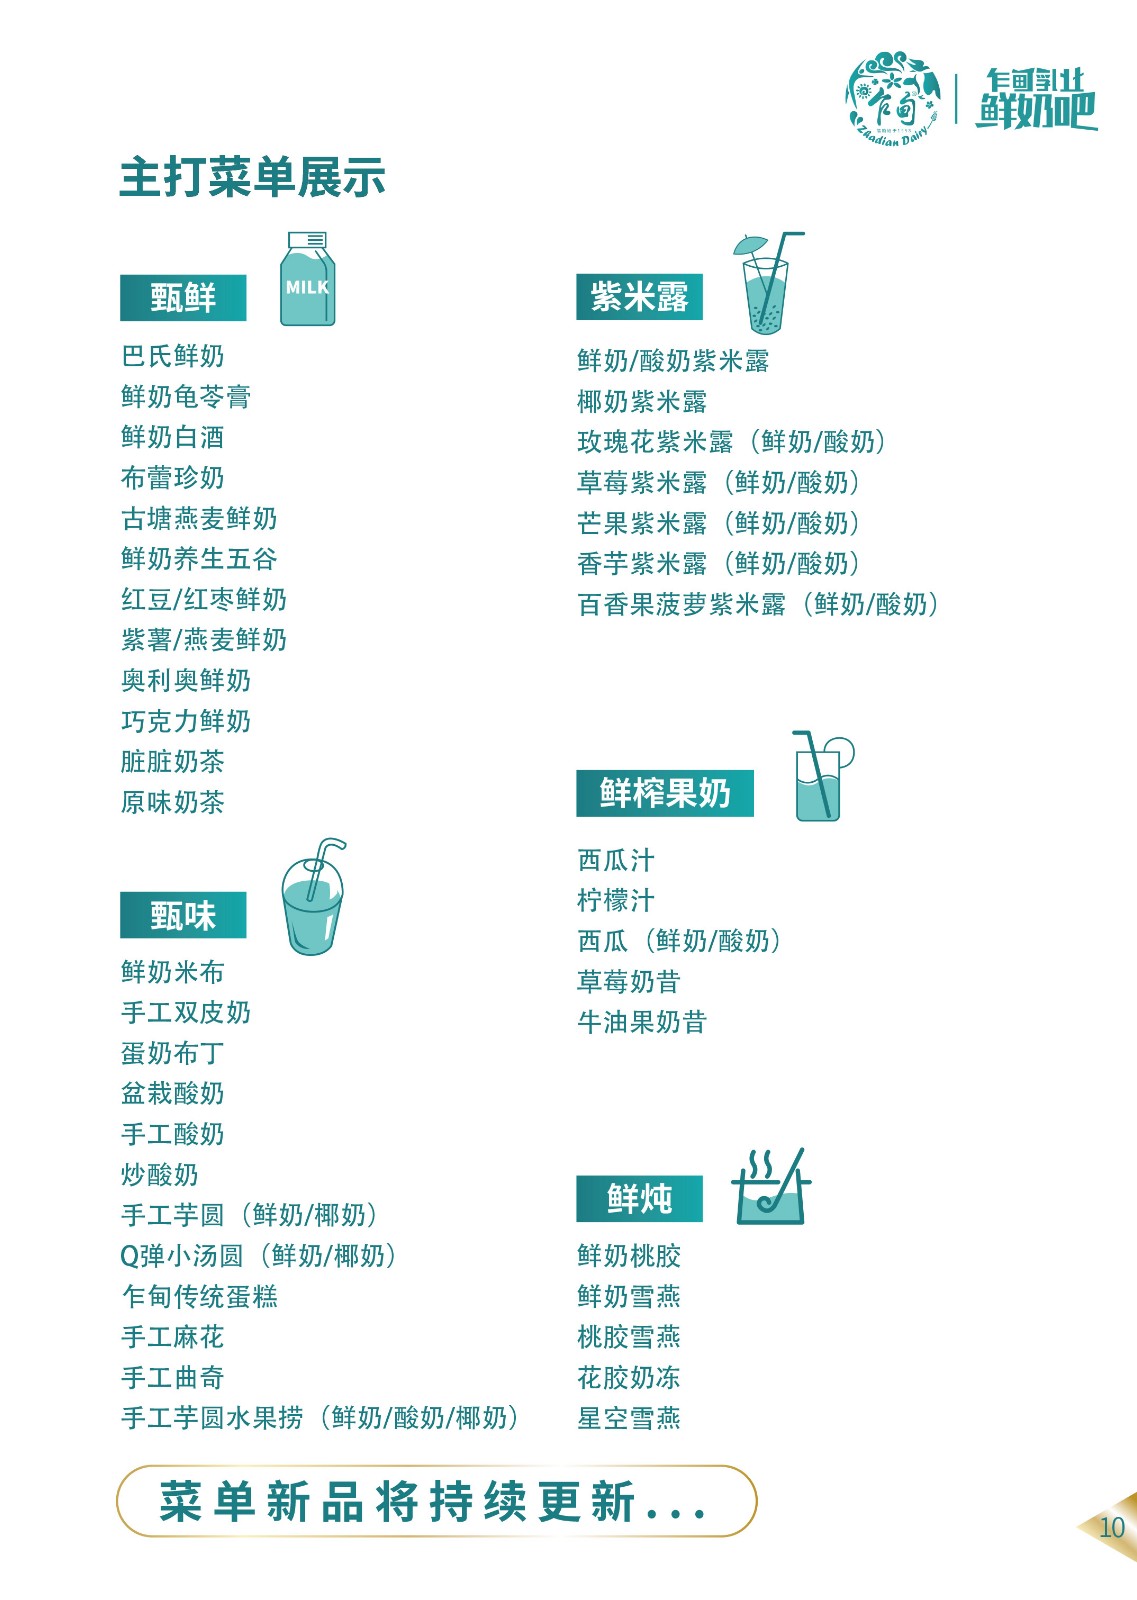 乍甸
Zhadian Dairy
乍甸乳业
鲜奶吧
主打菜单展示
甄鲜
MILK
巴氏鲜奶
鲜奶龟苓膏
鲜奶白酒
布蕾珍奶
古塘燕麦鲜奶
鲜奶养生五谷
红豆/红枣鲜奶
紫薯/燕麦鲜奶
奥利奥鲜奶
巧克力鲜奶
脏脏奶茶
原味奶茶
甄味
鲜奶米布
手工双皮奶
蛋奶布丁
盆栽酸奶
手工酸奶
炒酸奶
手工芋圆（鲜奶/椰奶）
Q弹小汤圆（鲜奶/椰奶）
乍甸传统蛋糕
手工麻花
手工曲奇
手工芋圆水果捞（鲜奶/酸奶/椰奶）
紫米露
鲜奶/酸奶紫米露
椰奶紫米露
玫瑰花紫米露（鲜奶/酸奶）
草莓紫米露（鲜奶/酸奶）
芒果紫米露（鲜奶/酸奶）
香芋紫米露（鲜奶/酸奶）
百香果菠萝紫米露（鲜奶/酸奶）
鲜榨果奶
西瓜汁
柠檬汁
西瓜（鲜奶/酸奶）
草莓奶昔
牛油果奶昔
鲜炖
鲜奶桃胶
鲜奶雪燕
桃胶雪燕
花胶奶冻
星空雪燕
菜单新品将持续更新...
10